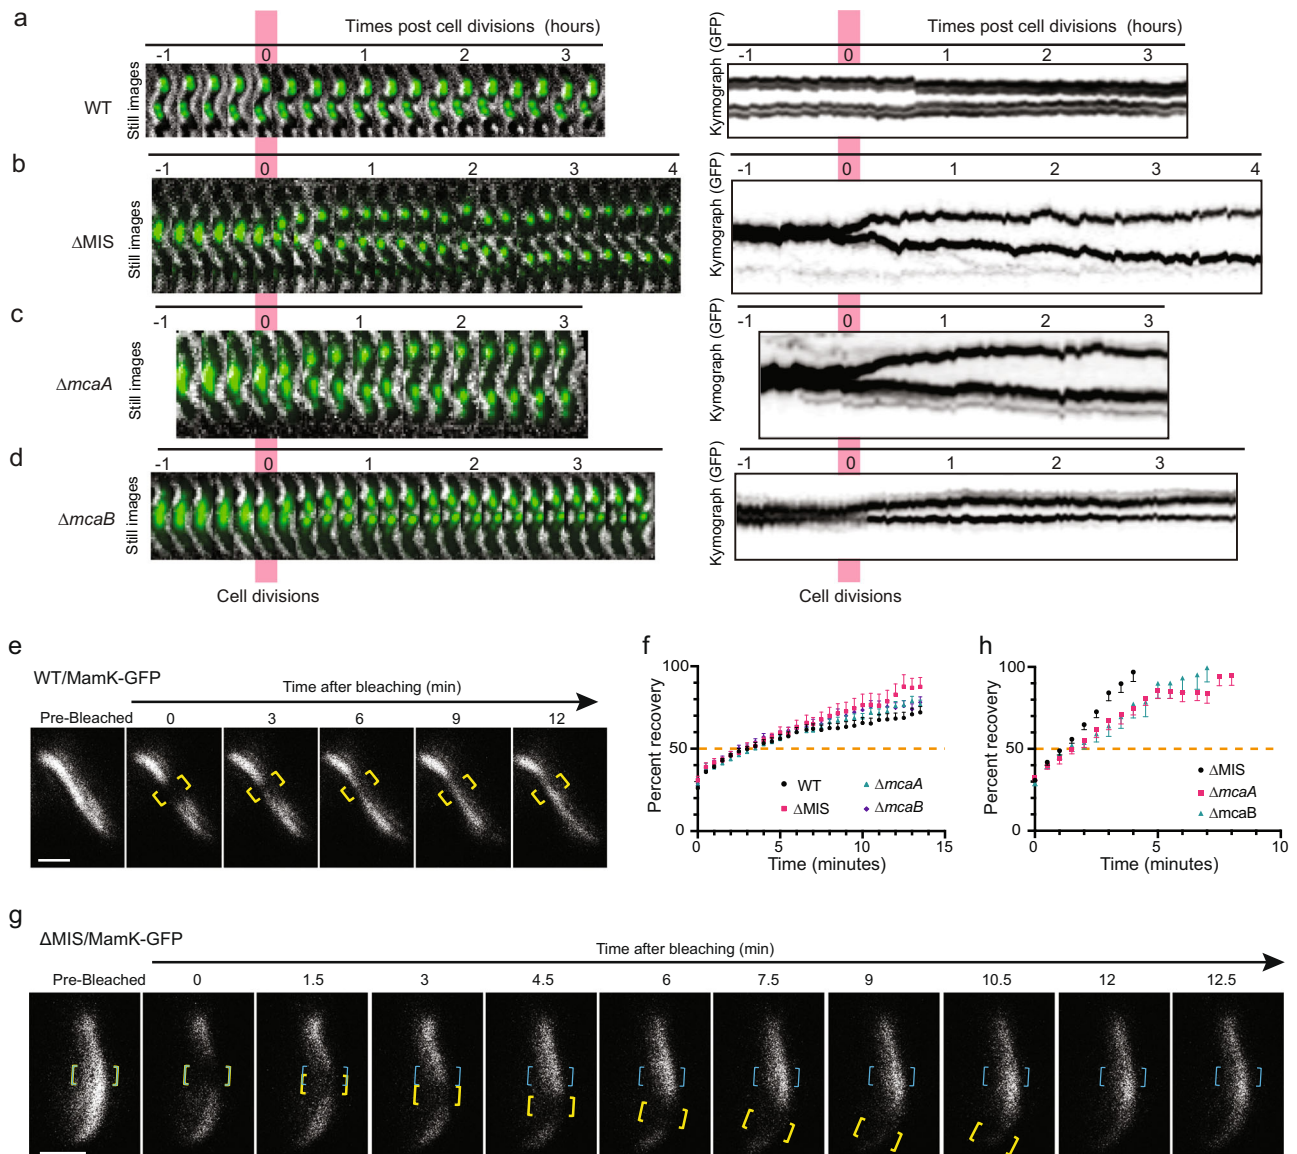 a
Times post cell divisions (hours)
-1 0 1 2 3
WT
Still images
Kymograph (GFP)
-1 0 1 2 3
b
-1 0 1 2 3 4
ΔMIS
Still images
Kymograph (GFP)
-1 0 1 2 3 4
c
-1 0 1 2 3
ΔmcaA
Still images
Kymograph (GFP)
-1 0 1 2 3
d
-1 0 1 2 3
ΔmcaB
Still images
Kymograph (GFP)
-1 0 1 2 3
Times post cell divisions (hours)
Cell divisions
Cell divisions
e
WT/MamK-GFP
Time after bleaching (min)
Pre-Bleached 0 3 6 9 12
f
Percent recovery
100
50
0
0 5 10 15
Time (minutes)
WT
ΔMIS
ΔmcaA
ΔmcaB
h
Percent recovery
100
50
0
0 5 10
Time (minutes)
ΔMIS
ΔmcaA
ΔmcaB
g
ΔMIS/MamK-GFP
Time after bleaching (min)
Pre-Bleached 0 1.5 3 4.5 6 7.5 9 10.5 12 12.5